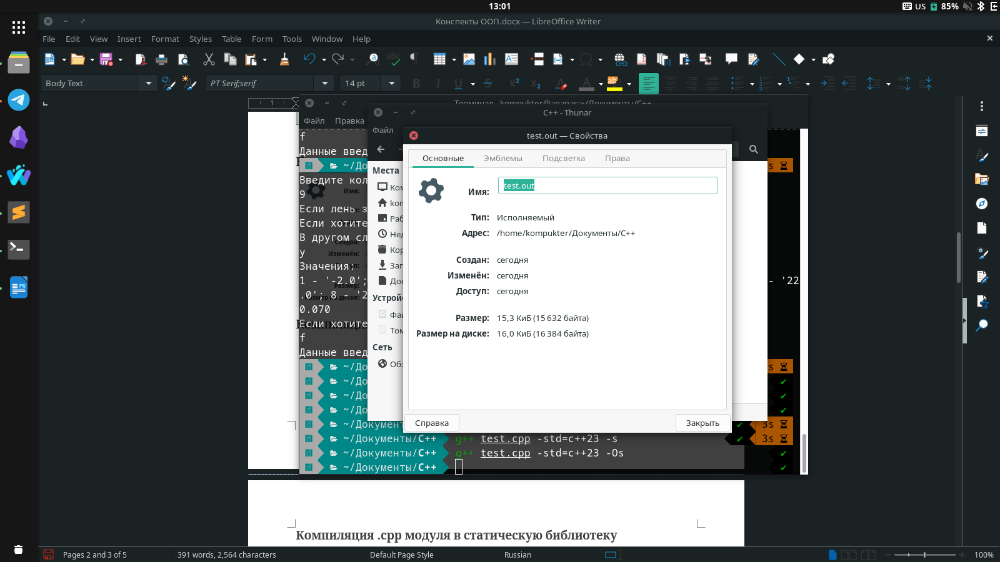 13:01
US 85%
Конспекты ООП.docx — LibreOffice Writer
File Edit View Insert Format Styles Table Form Tools Window Help
Body Text PT Serif;serif 14 pt
Терминал - kompukter@ananas:~/Документы/C++
Файл Правка
C++ - Thunar
Файл
test.out — Свойства
Основные Эмблемы Подсветка Права
Имя: test.out
Тип: Исполняемый
Адрес: /home/kompukter/Документы/C++
Создан: сегодня
Изменён: сегодня
Доступ: сегодня
Размер: 15,3 КиБ (15 632 байта)
Размер на диске: 16,0 КиБ (16 384 байта)
Справка Закрыть
Места
Ком
kom
Раб
Нед
Кор
Заг
Док
Устрой
Фай
Том
Сеть
Обз
f
Данные введ
~/До s
Введите кол
9
Если лень з
Если хотите
В другом сл
y
Значения:
1 - '-2.0'; - '22
.0'; 8 - '2
0.070
Если хотите
f
Данные введ
~/До s
~/До
~/До
~/До
~/Документ 3s
~/Документы/C++ g++ test.cpp -std=c++23 -s 3s
~/Документы/C++ g++ test.cpp -std=c++23 -Os
~/Документы/C++
Компиляция .cpp модуля в статическую библиотеку
Pages 2 and 3 of 5 391 words, 2,564 characters Default Page Style Russian 100%